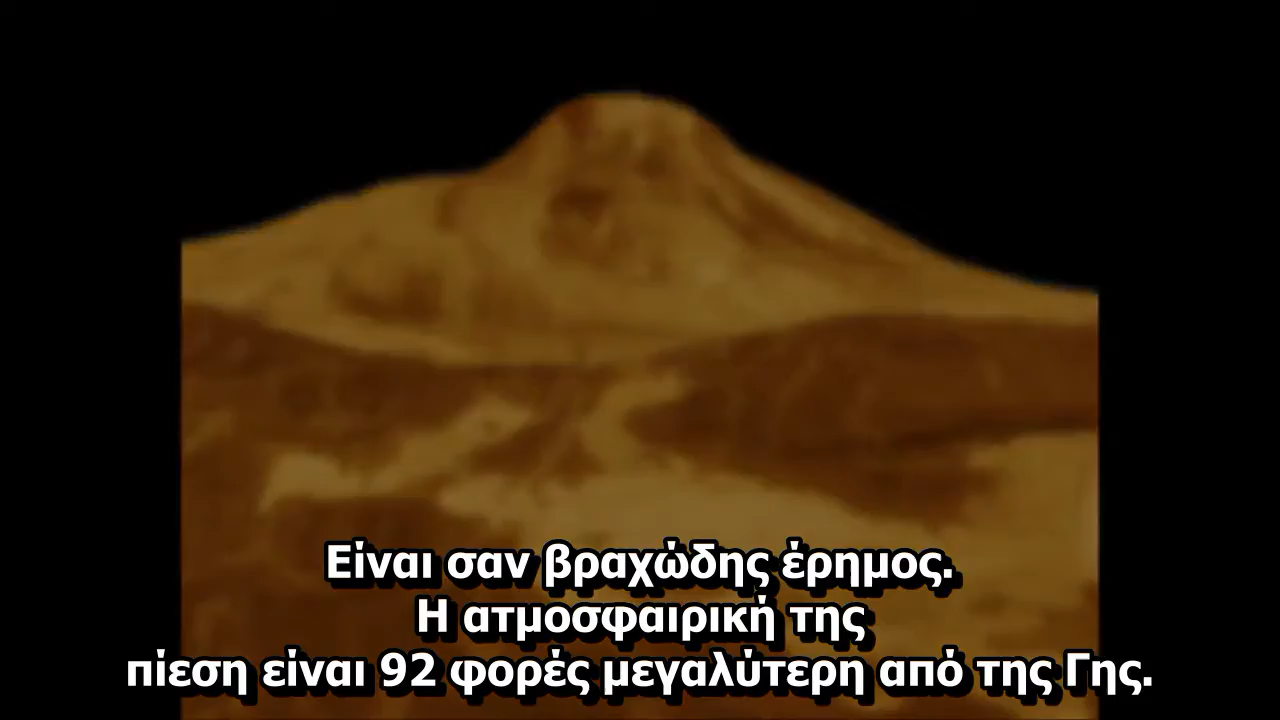 Είναι σαν βραχώδης έρημος.
Η ατμοσφαιρική της
πίεση είναι 92 φορές μεγαλύτερη από της Γης.